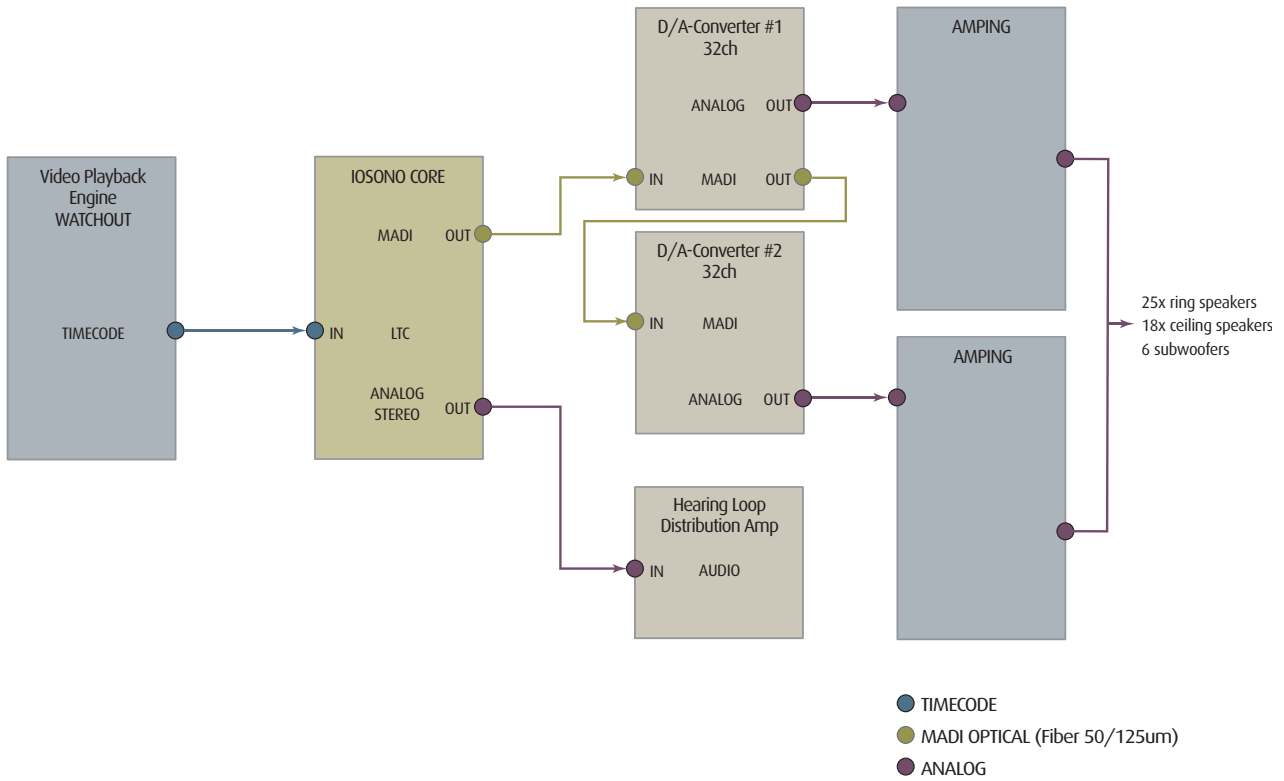 Video Playback
Engine
WATCHOUT
TIMECODE
IOSONO CORE
MADI OUT
IN LTC
ANALOG
STEREO OUT
D/A-Converter #1
32ch
ANALOG OUT
IN MADI OUT
D/A-Converter #2
32ch
IN MADI
ANALOG OUT
Hearing Loop
Distribution Amp
IN AUDIO
AMPING
AMPING
25x ring speakers
18x ceiling speakers
6 subwoofers
TIMECODE
MADI OPTICAL (Fiber 50/125um)
ANALOG